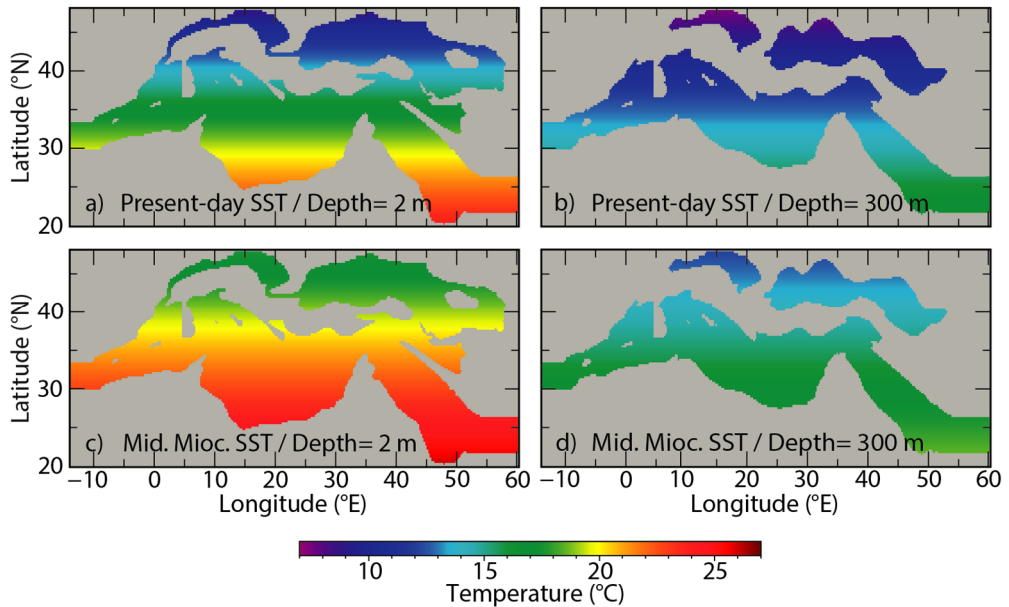 Latitude (°N)
40
30
20
a) Present-day SST / Depth= 2 m
b) Present-day SST / Depth= 300 m
Latitude (°N)
40
30
20
c) Mid. Mioc. SST / Depth= 2 m
d) Mid. Mioc. SST / Depth= 300 m
−10 0 10 20 30 40 50 60
−10 0 10 20 30 40 50 60
Longitude (°E)
Longitude (°E)
10 15 20 25
Temperature (°C)